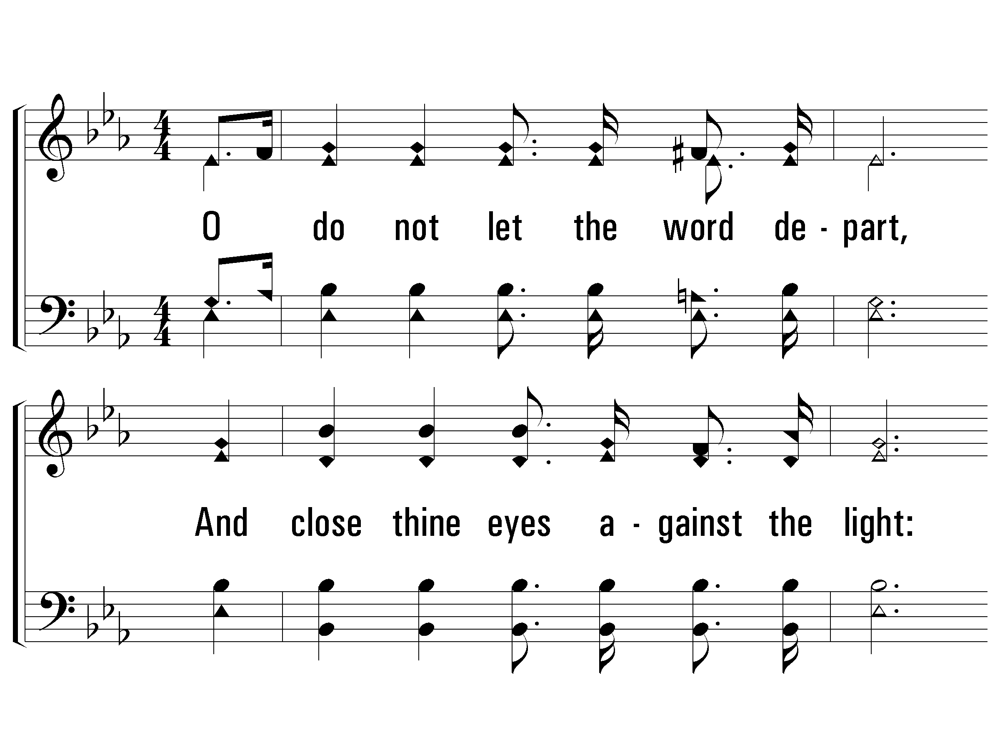 O do not let the word de - part,
And close thine eyes a - gainst the light: